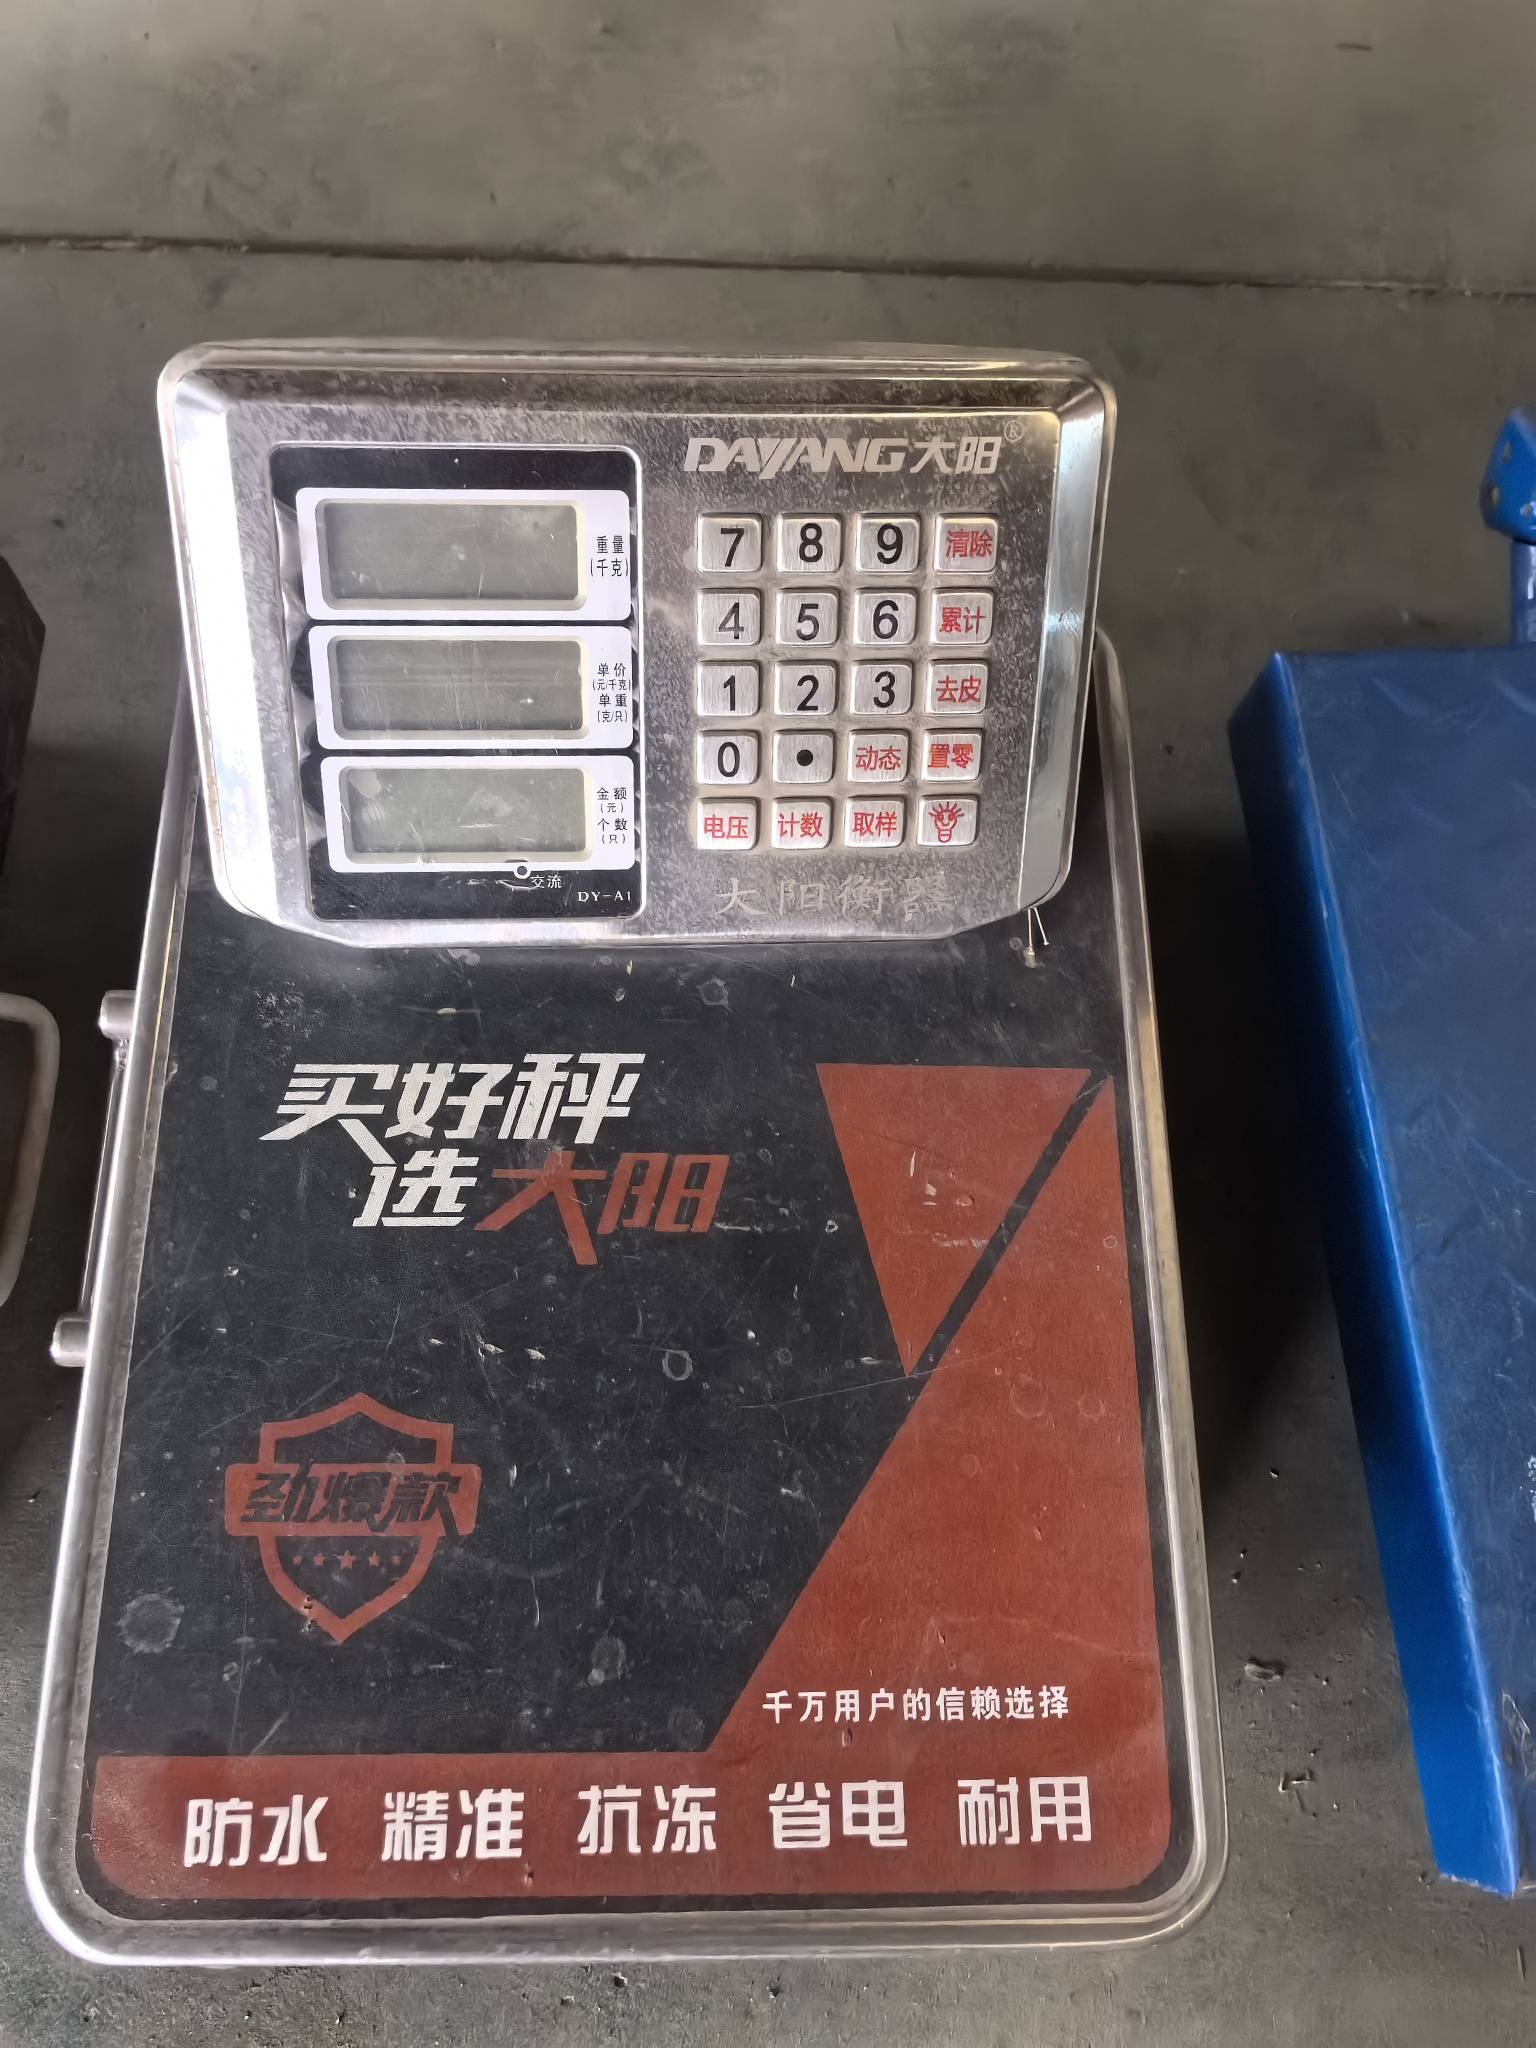 DAYANG大阳®
重量
(千克)
单价
(元/千克)
单重
(克/只)
金额
(元)
个数
(只)
交流
DY-A1
7 8 9 清除
4 5 6 累计
1 2 3 去皮
0 • 动态 置零
电压 计数 取样
大阳衡器
买好秤
选大阳
劲爆款
千万用户的信赖选择
防水 精准 抗冻 省电 耐用